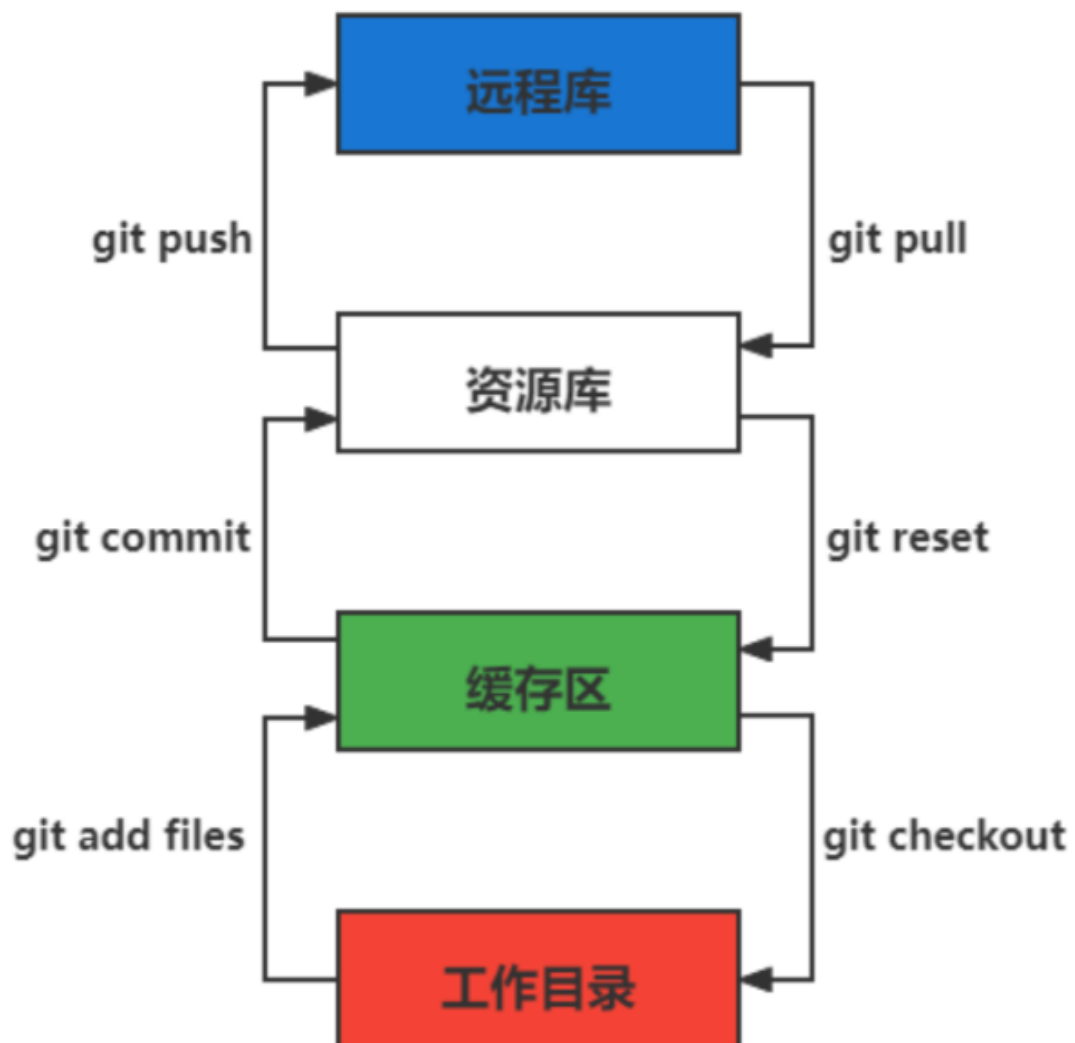 远程库
git push
git pull
资源库
git commit
git reset
缓存区
git add files
git checkout
工作目录